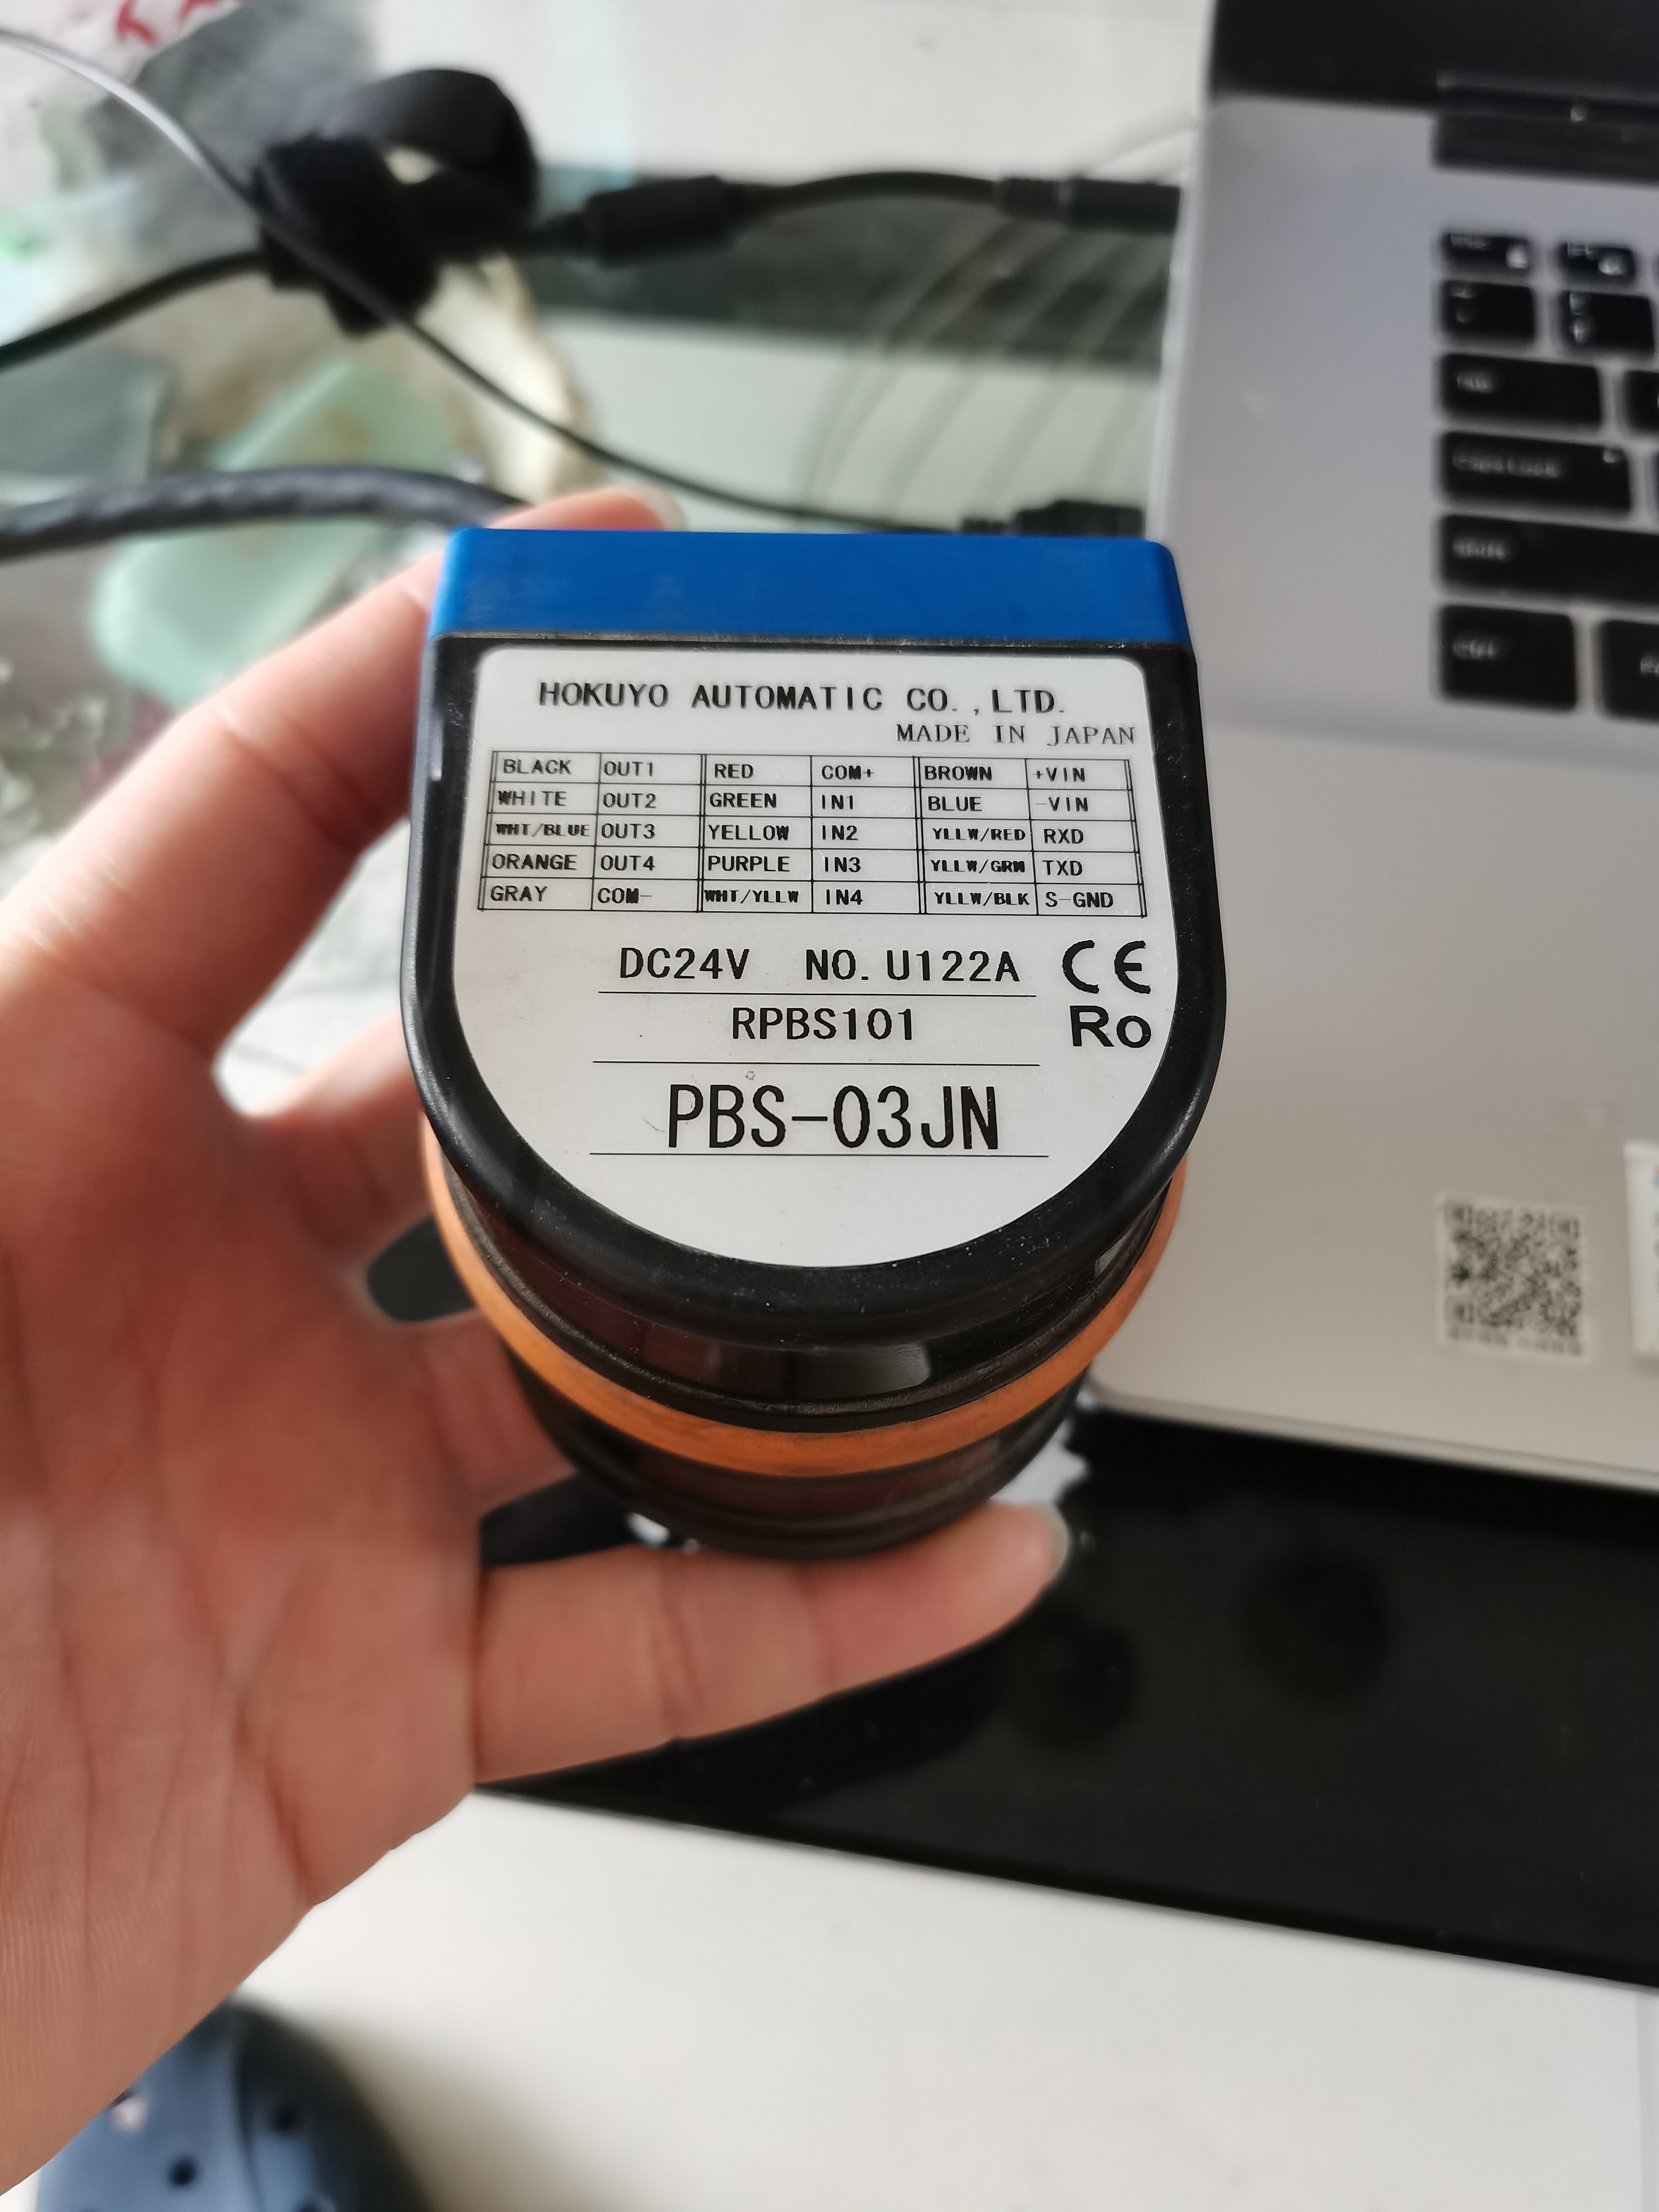 HOKUYO AUTOMATIC CO.,LTD.
MADE IN JAPAN
BLACK OUT1 RED COM+ BROWN +VIN
WHITE OUT2 GREEN IN1 BLUE -VIN
WHT/BLUE OUT3 YELLOW IN2 YLLW/RED RXD
ORANGE OUT4 PURPLE IN3 YLLW/GRN TXD
GRAY COM- WHT/YLLW IN4 YLLW/BLK S-GND
DC24V NO.U122A CE
RPBS101 Ro
PBS-03JN